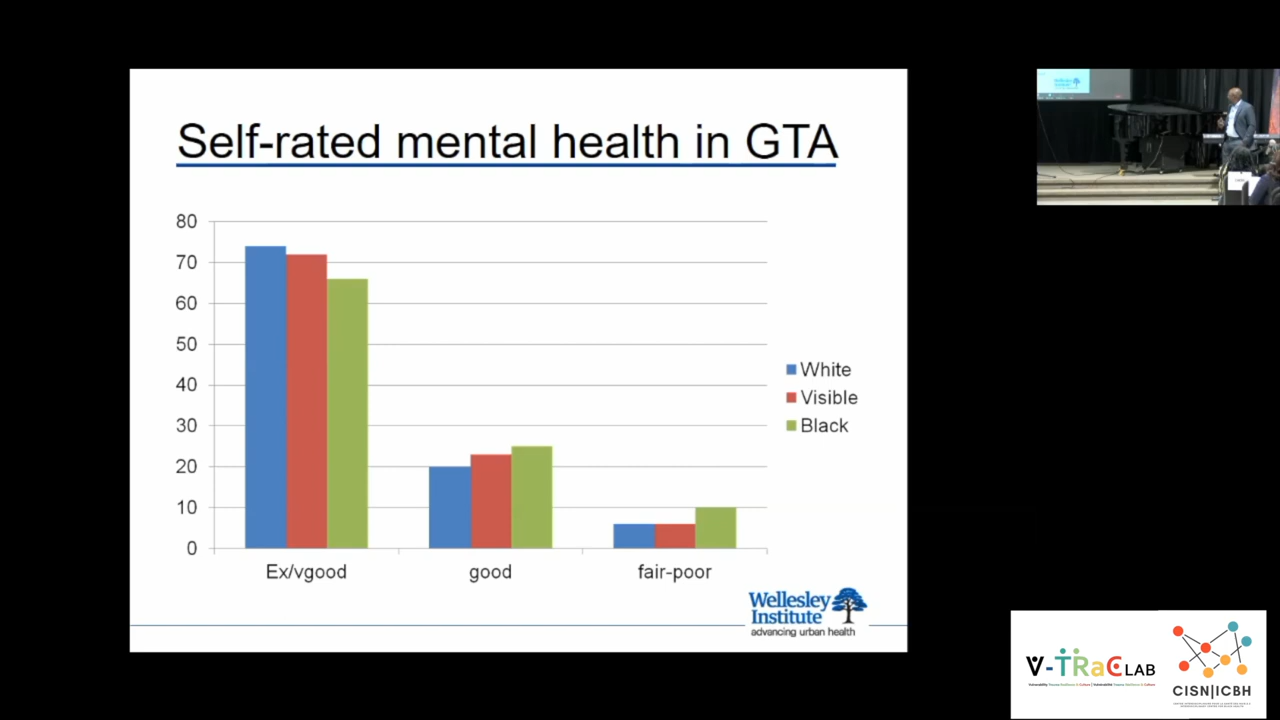 Self-rated mental health in GTA
80
70
60
50
40
30
20
10
0
Ex/vgood
good
fair-poor
White
Visible
Black
Wellesley
Institute
advancing urban health
V-TRaC LAB
CISN|ICBH